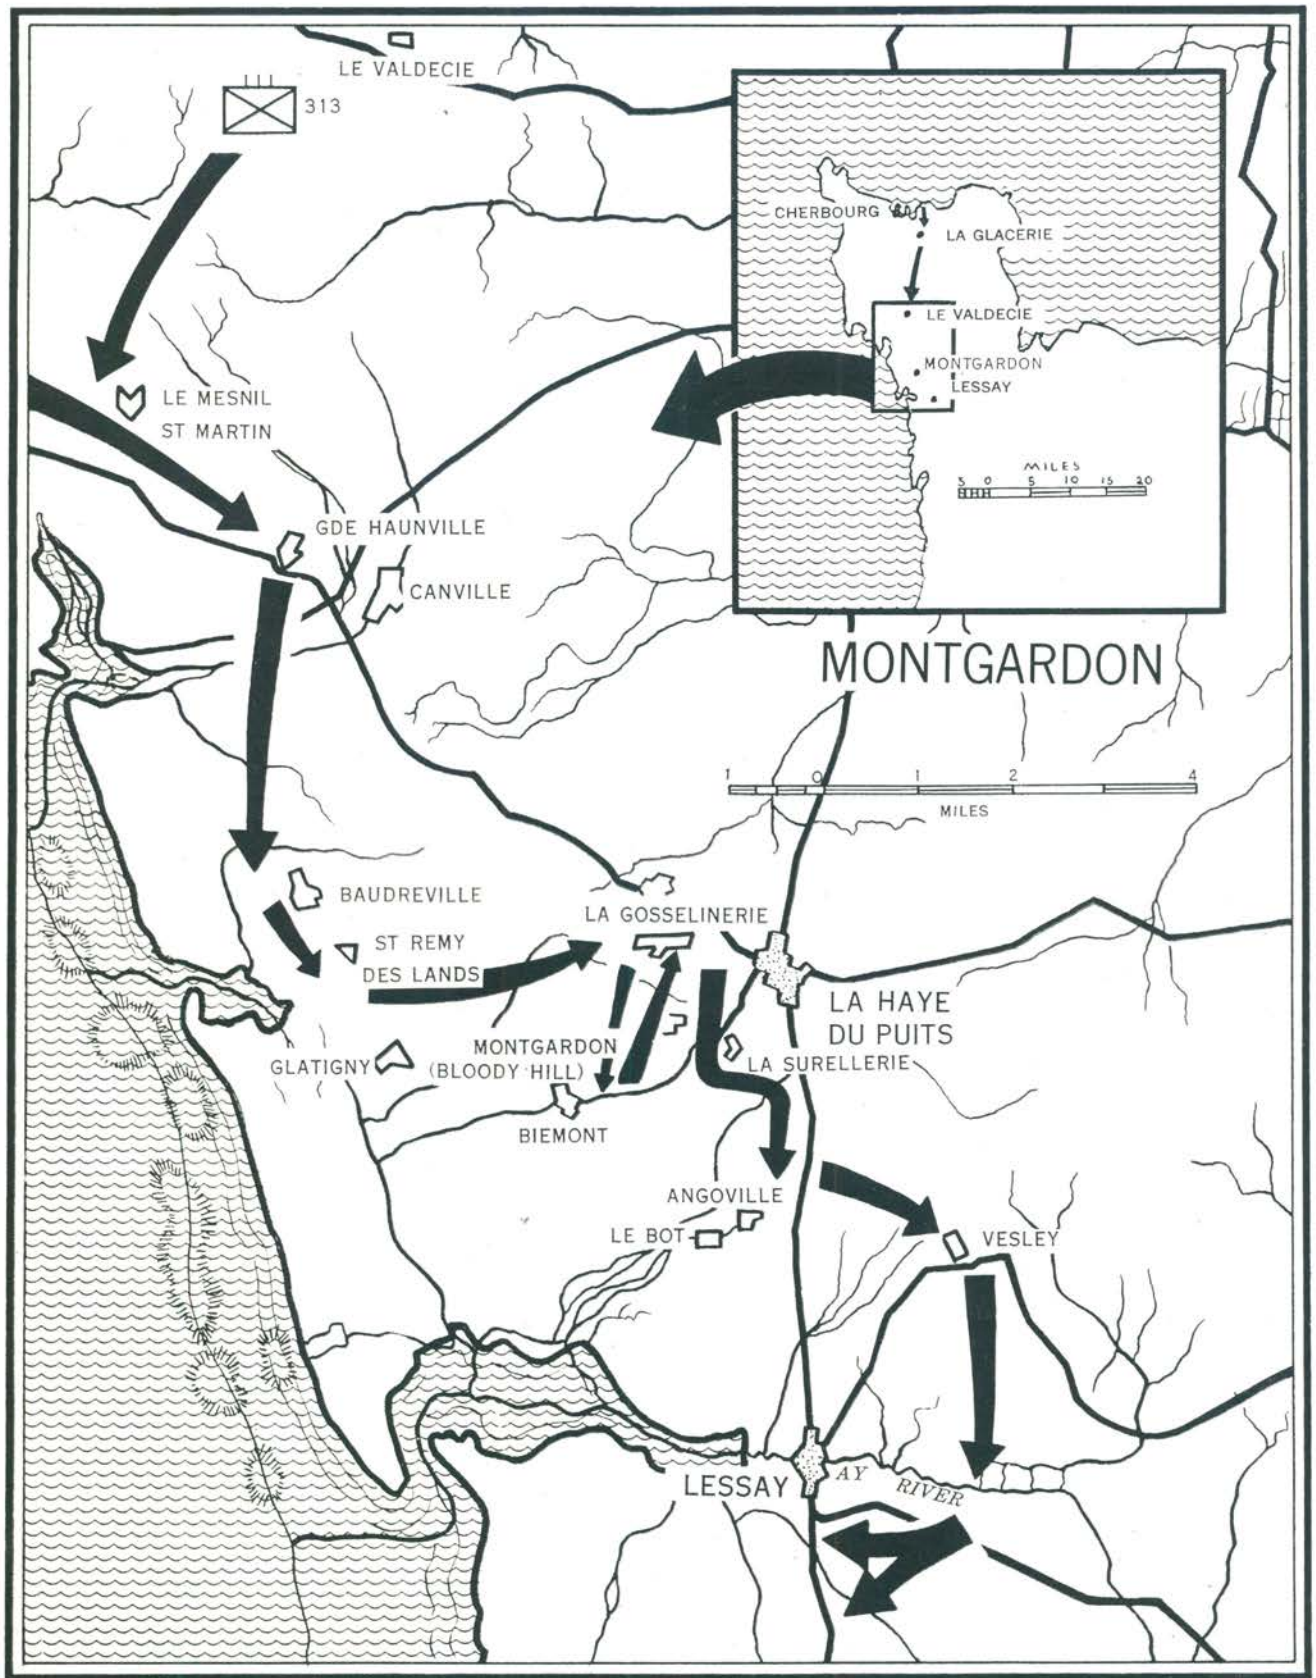 LE VALDECIE
313
CHERBOURG
LA GLACERIE
LE VALDECIE
MONTGARDON
LESSAY
MILES
5 0 5 10 15 20
LE MESNIL
ST MARTIN
GDE HAUNVILLE
CANVILLE
MONTGARDON
1 0 1 2 4
MILES
BAUDREVILLE
LA GOSSELINERIE
ST REMY
DES LANDS
LA HAYE
DU PUITS
MONTGARDON
(BLOODY HILL)
GLATIGNY
LA SURELLERIE
BIEMONT
ANGOVILLE
LE BOT
VESLEY
LESSAY
AY RIVER